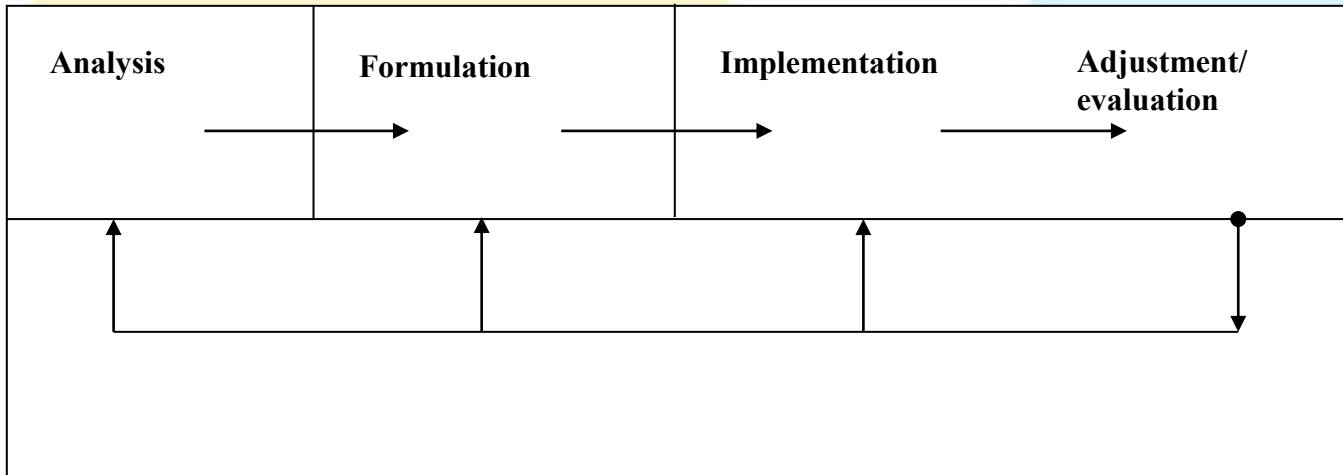 Analysis
Formulation
Implementation
Adjustment/
evaluation